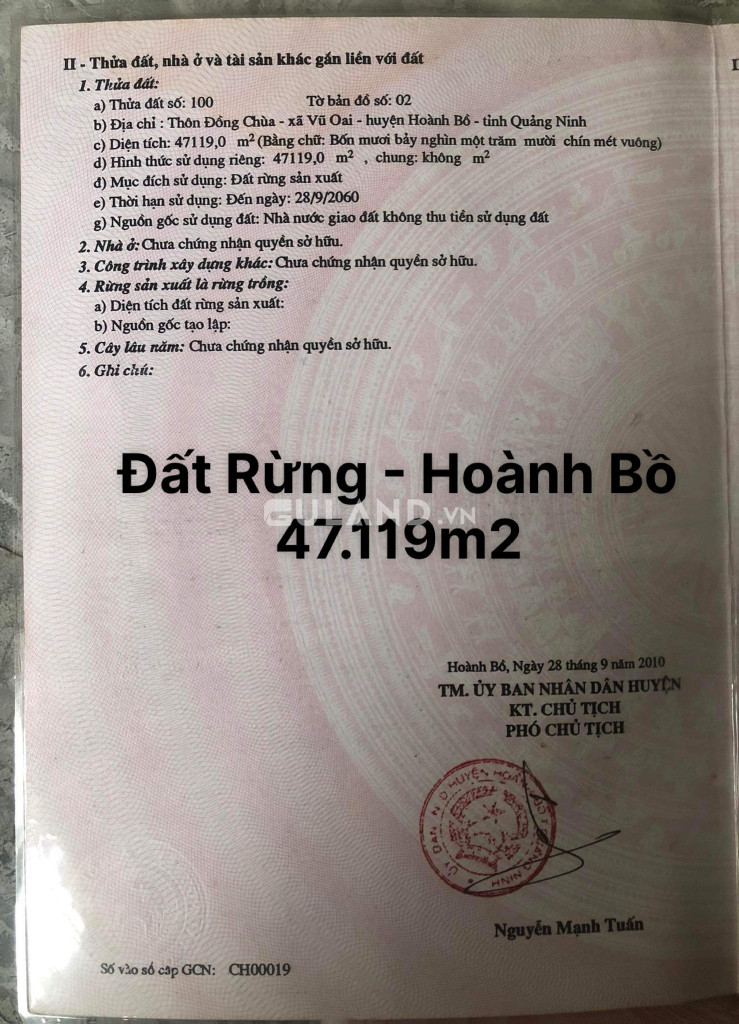 II - Thửa đất, nhà ở và tài sản khác gắn liền với đất
1. Thửa đất:
a) Thửa đất số: 100 Tờ bản đồ số: 02
b) Địa chỉ : Thôn Đồng Chùa - xã Vũ Oai - huyện Hoành Bồ - tỉnh Quảng Ninh
c) Diện tích: 47119,0 m² (Bằng chữ: Bốn mươi bảy nghìn một trăm mười chín mét vuông)
d) Hình thức sử dụng riêng: 47119,0 m² , chung: không m²
đ) Mục đích sử dụng: Đất rừng sản xuất
e) Thời hạn sử dụng: Đến ngày: 28/9/2060
g) Nguồn gốc sử dụng đất: Nhà nước giao đất không thu tiền sử dụng đất
2. Nhà ở: Chưa chứng nhận quyền sở hữu.
3. Công trình xây dựng khác: Chưa chứng nhận quyền sở hữu.
4. Rừng sản xuất là rừng trồng:
a) Diện tích đất rừng sản xuất:
b) Nguồn gốc tạo lập:
5. Cây lâu năm: Chưa chứng nhận quyền sở hữu.
6. Ghi chú:
Đất Rừng - Hoành Bồ
GULAND.VN
47.119m2
Hoành Bồ, Ngày 28 tháng 9 năm 2010
TM. ỦY BAN NHÂN DÂN HUYỆN
KT. CHỦ TỊCH
PHÓ CHỦ TỊCH
Nguyễn Mạnh Tuấn
Số vào sổ cấp GCN: CH00019